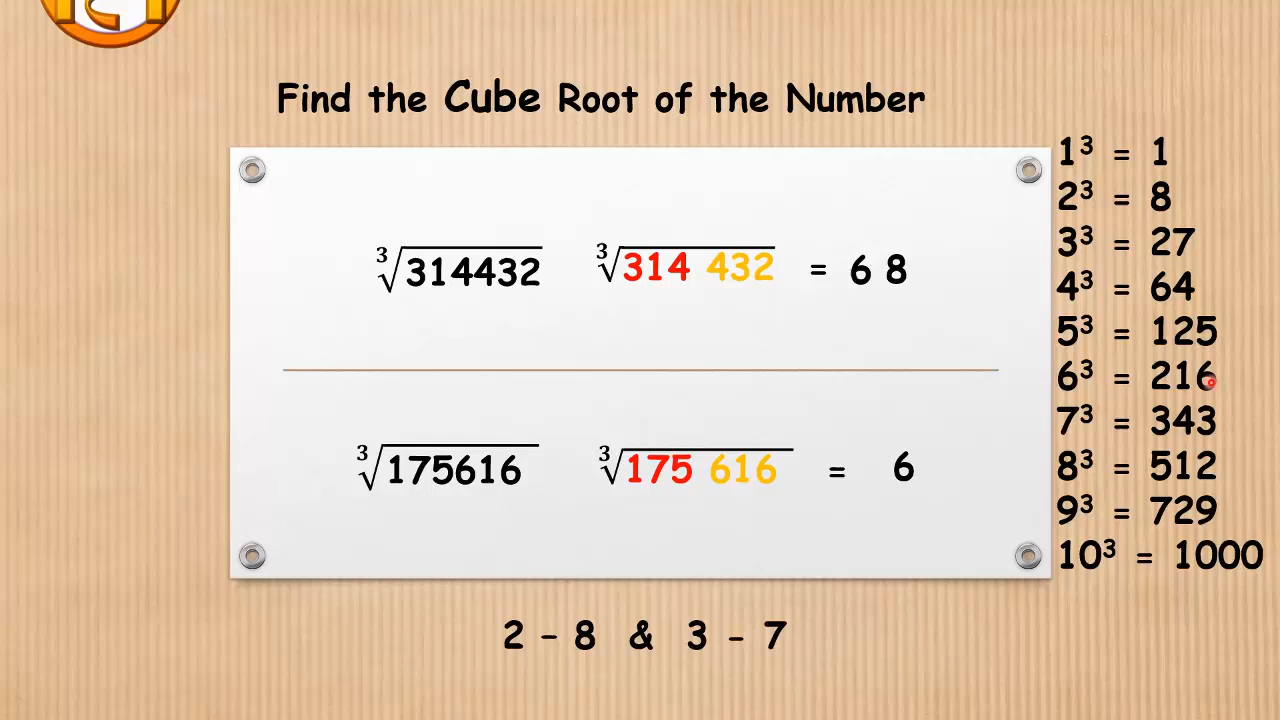 Find the Cube Root of the Number
∛314432 ∛314 432 = 6 8
∛175616 ∛175 616 = 6
1³ = 1
2³ = 8
3³ = 27
4³ = 64
5³ = 125
6³ = 216
7³ = 343
8³ = 512
9³ = 729
10³ = 1000
2 – 8 & 3 – 7